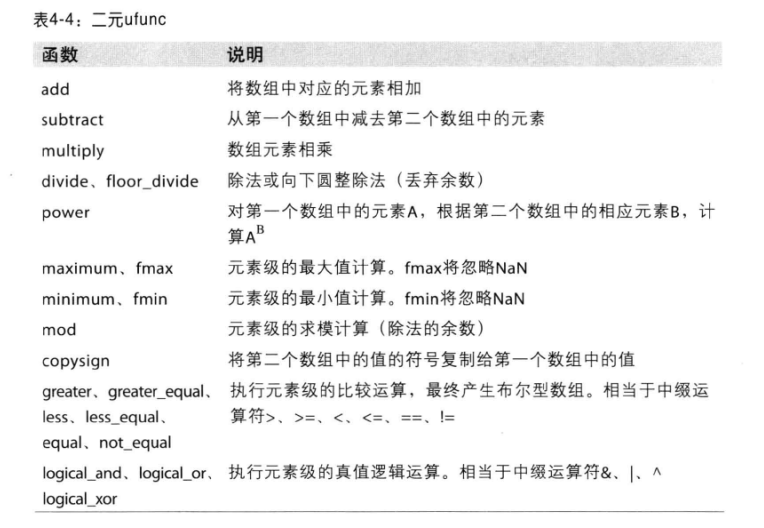 表4-4：二元ufunc
函数 说明
add 将数组中对应的元素相加
subtract 从第一个数组中减去第二个数组中的元素
multiply 数组元素相乘
divide、floor_divide 除法或向下圆整除法（丢弃余数）
power 对第一个数组中的元素A，根据第二个数组中的相应元素B，计
算Aᴮ
maximum、fmax 元素级的最大值计算。fmax将忽略NaN
minimum、fmin 元素级的最小值计算。fmin将忽略NaN
mod 元素级的求模计算（除法的余数）
copysign 将第二个数组中的值的符号复制给第一个数组中的值
greater、greater_equal、 执行元素级的比较运算，最终产生布尔型数组。相当于中缀运
less、less_equal、 算符>、>=、<、<=、==、!=
equal、not_equal
logical_and、logical_or、 执行元素级的真值逻辑运算。相当于中缀运算符&、|、^
logical_xor